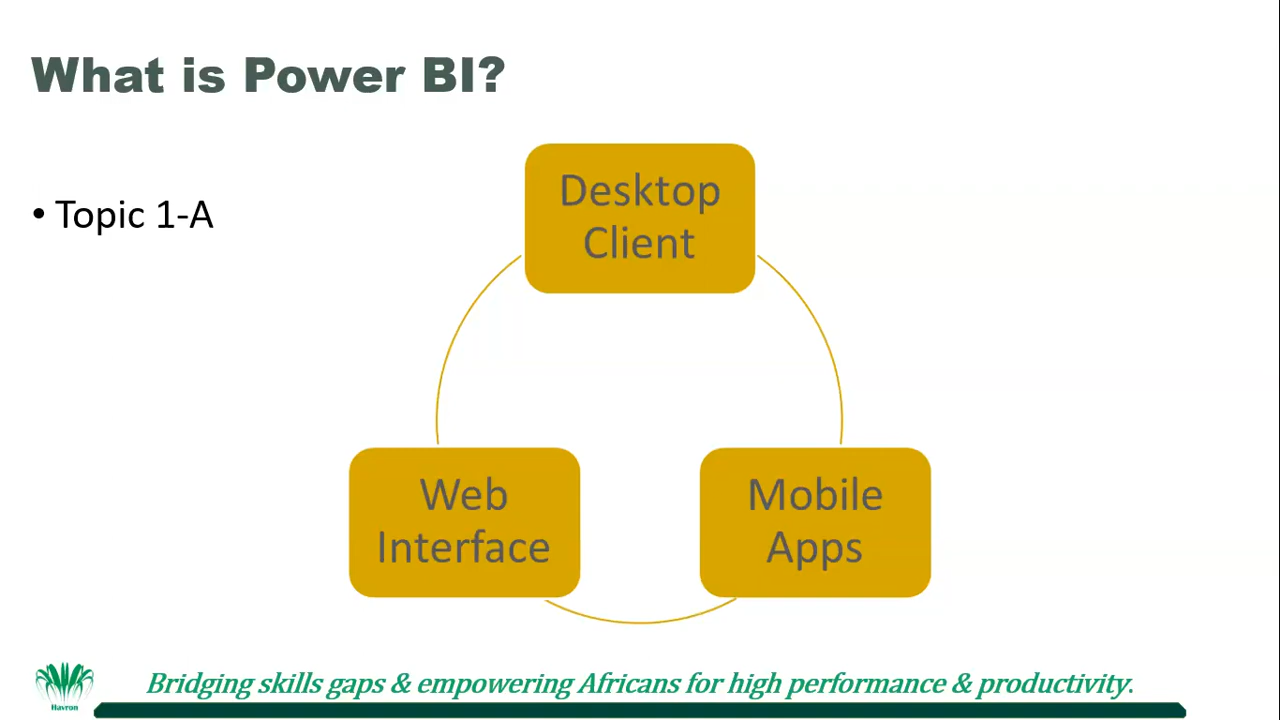 What is Power BI?
• Topic 1-A
Desktop
Client
Web
Interface
Mobile
Apps
Havron
Bridging skills gaps & empowering Africans for high performance & productivity.